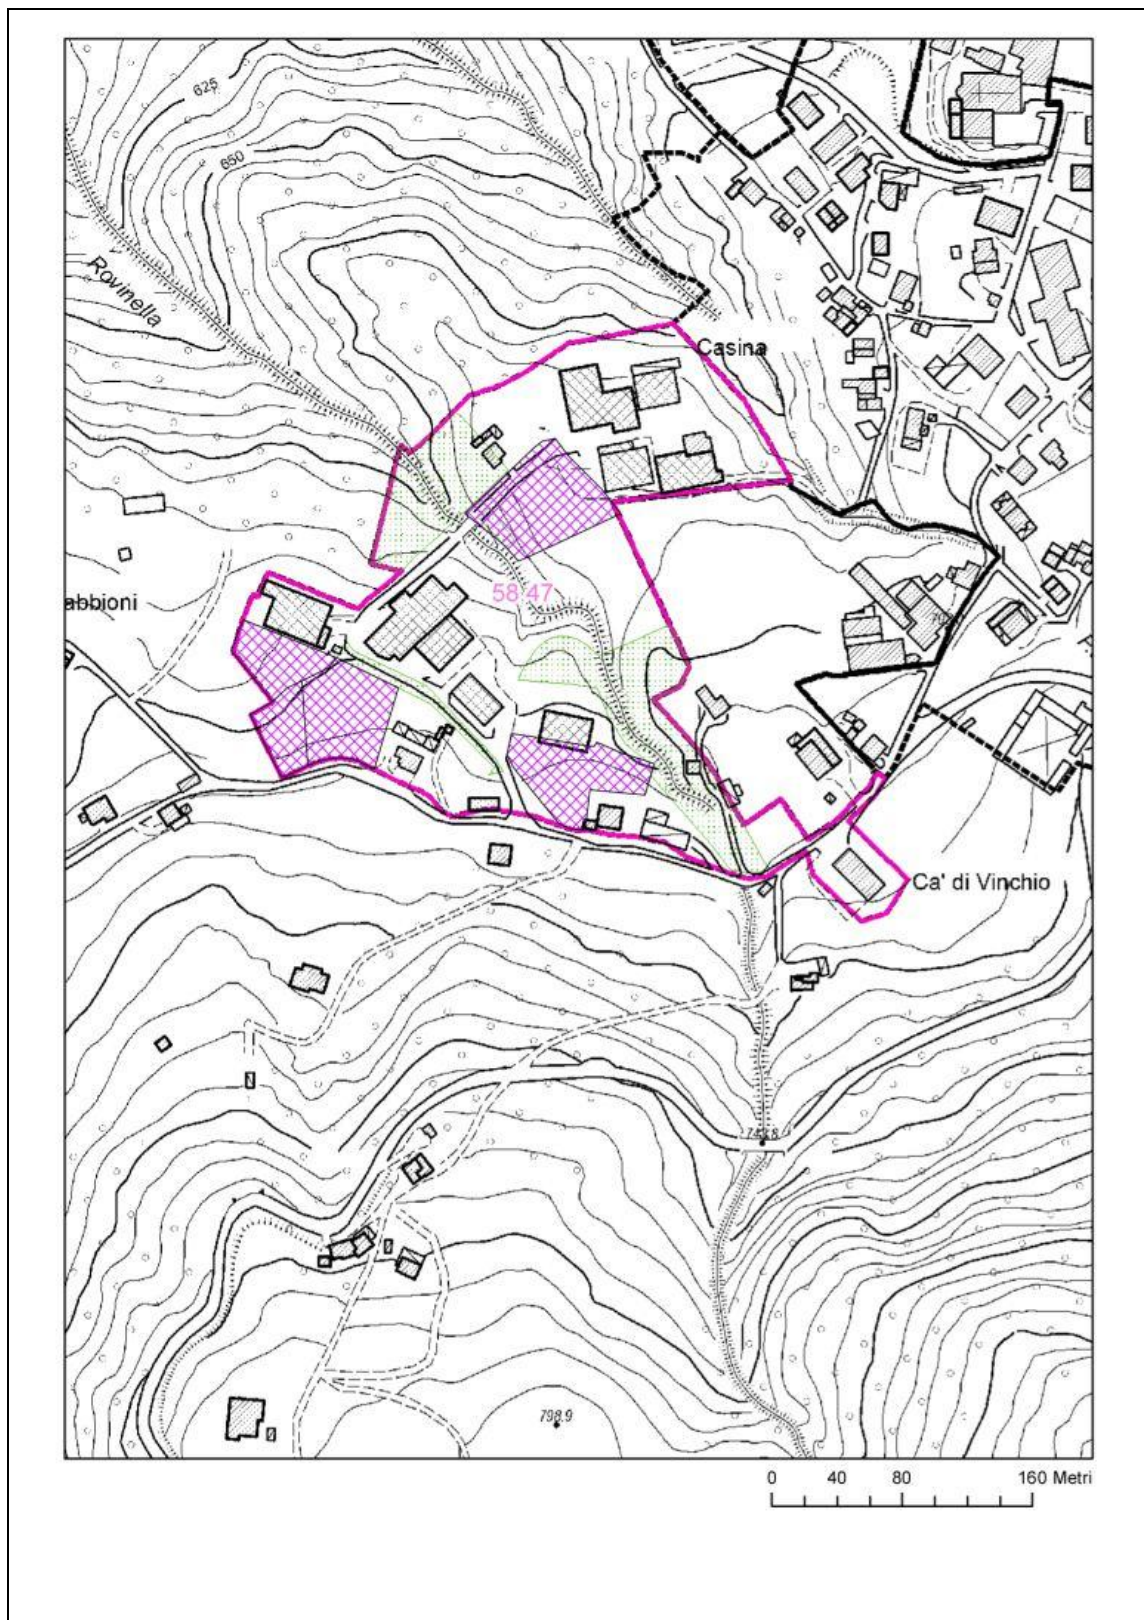 625
650
Rovinella
Casina
58 47
abbioni
Ca' di Vinchio
798.9
0 40 80 160 Metri